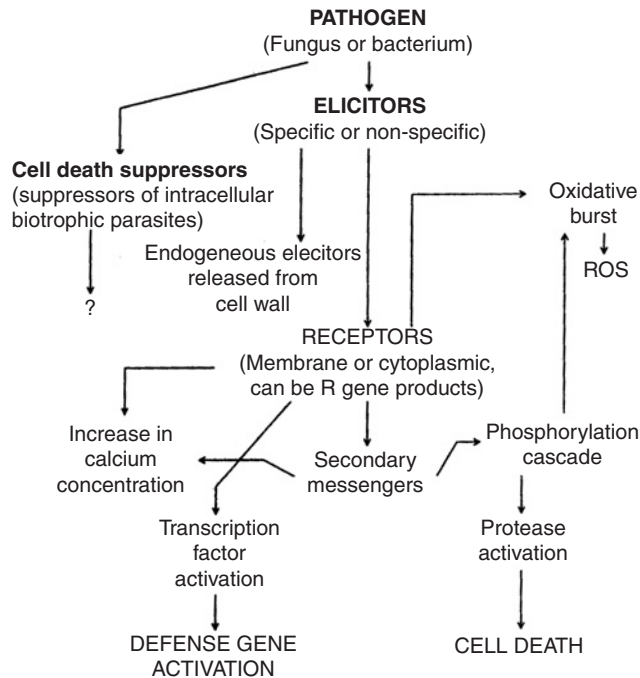 PATHOGEN
(Fungus or bacterium)
ELICITORS
(Specific or non-specific)
Cell death suppressors
(suppressors of intracellular
biotrophic parasites)
Oxidative
burst
Endogeneous elecitors
released from
cell wall
ROS
?
RECEPTORS
(Membrane or cytoplasmic,
can be R gene products)
Increase in
calcium
concentration
Secondary
messengers
Phosphorylation
cascade
Transcription
factor
activation
Protease
activation
DEFENSE GENE
ACTIVATION
CELL DEATH